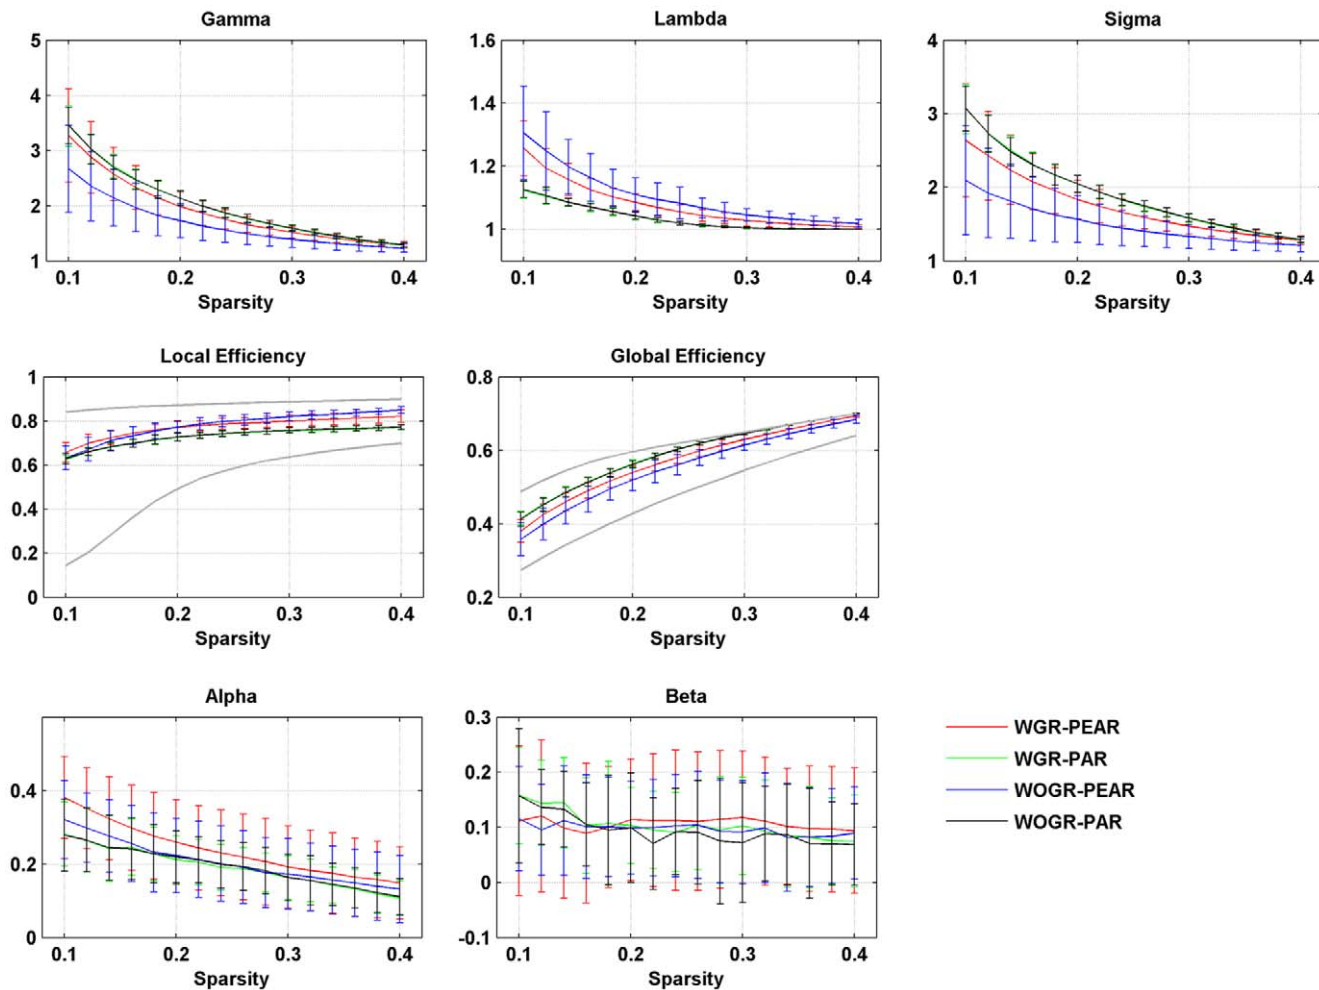 Gamma
5
4
3
2
1
0.1 0.2 0.3 0.4
Sparsity
Lambda
1.6
1.4
1.2
1
0.1 0.2 0.3 0.4
Sparsity
Sigma
4
3
2
1
0.1 0.2 0.3 0.4
Sparsity
Local Efficiency
1
0.8
0.6
0.4
0.2
0
0.1 0.2 0.3 0.4
Sparsity
Global Efficiency
0.8
0.6
0.4
0.2
0.1 0.2 0.3 0.4
Sparsity
Alpha
0.4
0.2
0
0.1 0.2 0.3 0.4
Sparsity
Beta
0.3
0.2
0.1
0
-0.1
0.1 0.2 0.3 0.4
Sparsity
WGR-PEAR
WGR-PAR
WOGR-PEAR
WOGR-PAR